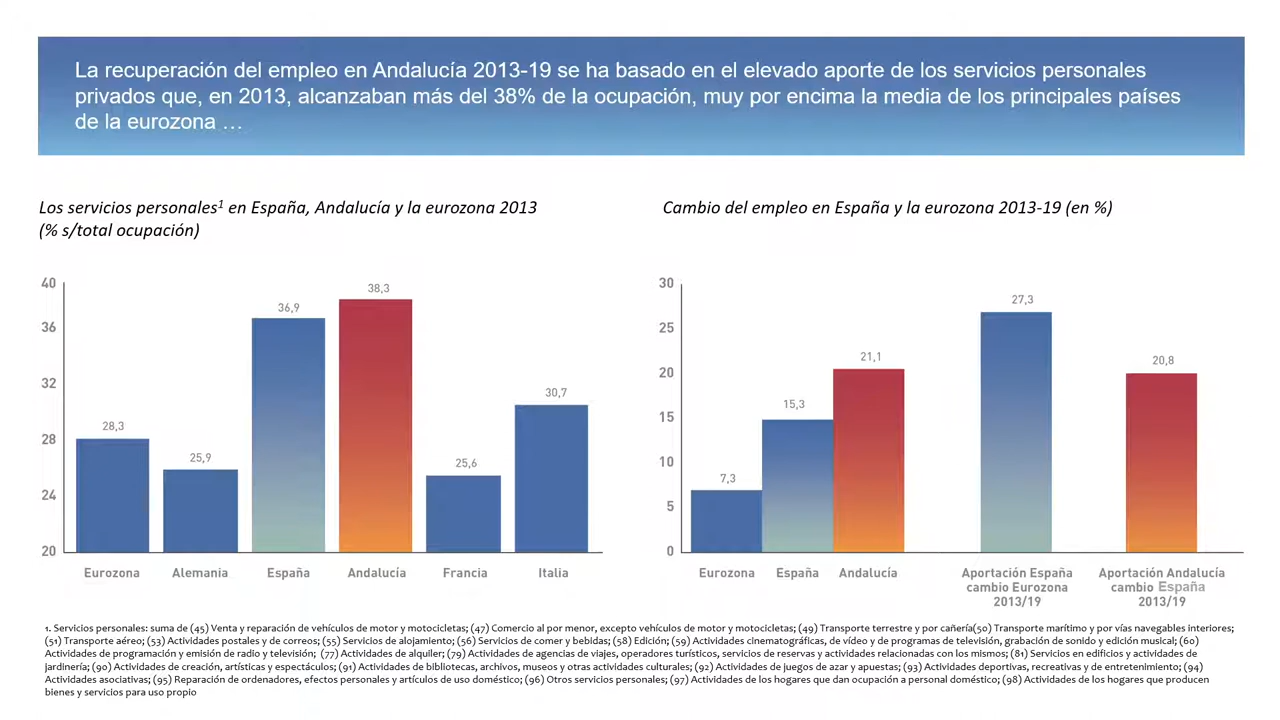 La recuperación del empleo en Andalucía 2013-19 se ha basado en el elevado aporte de los servicios personales
privados que, en 2013, alcanzaban más del 38% de la ocupación, muy por encima la media de los principales países
de la eurozona …
Los servicios personales¹ en España, Andalucía y la eurozona 2013
(% s/total ocupación)
40
36
32
28
24
20
28,3
25,9
36,9
38,3
25,6
30,7
Eurozona
Alemania
España
Andalucía
Francia
Italia
Cambio del empleo en España y la eurozona 2013-19 (en %)
30
25
20
15
10
5
0
7,3
15,3
21,1
27,3
20,8
Eurozona
España
Andalucía
Aportación España
cambio Eurozona
2013/19
Aportación Andalucía
cambio España
2013/19
1. Servicios personales: suma de (45) Venta y reparación de vehículos de motor y motocicletas; (47) Comercio al por menor, excepto vehículos de motor y motocicletas; (49) Transporte terrestre y por cañería(50) Transporte marítimo y por vías navegables interiores;
(51) Transporte aéreo; (53) Actividades postales y de correos; (55) Servicios de alojamiento; (56) Servicios de comer y bebidas; (58) Edición; (59) Actividades cinematográficas, de vídeo y de programas de televisión, grabación de sonido y edición musical; (60)
Actividades de programación y emisión de radio y televisión; (77) Actividades de alquiler; (79) Actividades de agencias de viajes, operadores turísticos, servicios de reservas y actividades relacionadas con los mismos; (81) Servicios en edificios y actividades de
jardinería; (90) Actividades de creación, artísticas y espectáculos; (91) Actividades de bibliotecas, archivos, museos y otras actividades culturales; (92) Actividades de juegos de azar y apuestas; (93) Actividades deportivas, recreativas y de entretenimiento; (94)
Actividades asociativas; (95) Reparación de ordenadores, efectos personales y artículos de uso doméstico; (96) Otros servicios personales; (97) Actividades de los hogares que dan ocupación a personal doméstico; (98) Actividades de los hogares que producen
bienes y servicios para uso propio